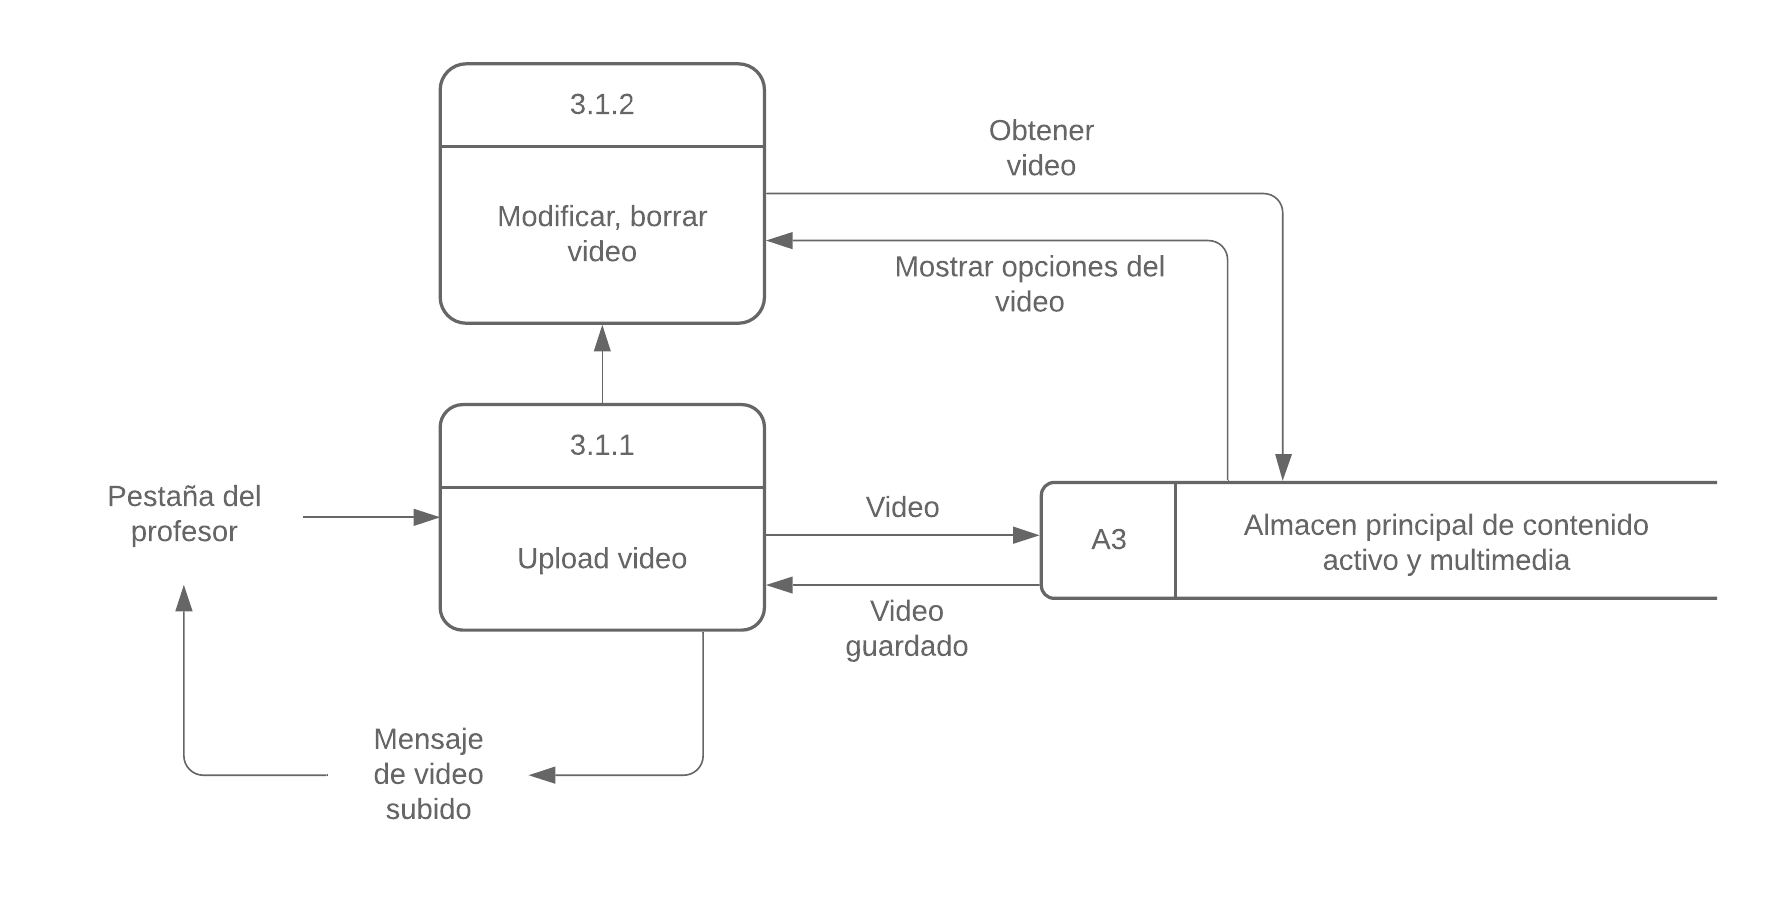 3.1.2
Modificar, borrar
video
Obtener
video
Mostrar opciones del
video
3.1.1
Upload video
Pestaña del
profesor
Video
Video
guardado
A3
Almacen principal de contenido
activo y multimedia
Mensaje
de video
subido